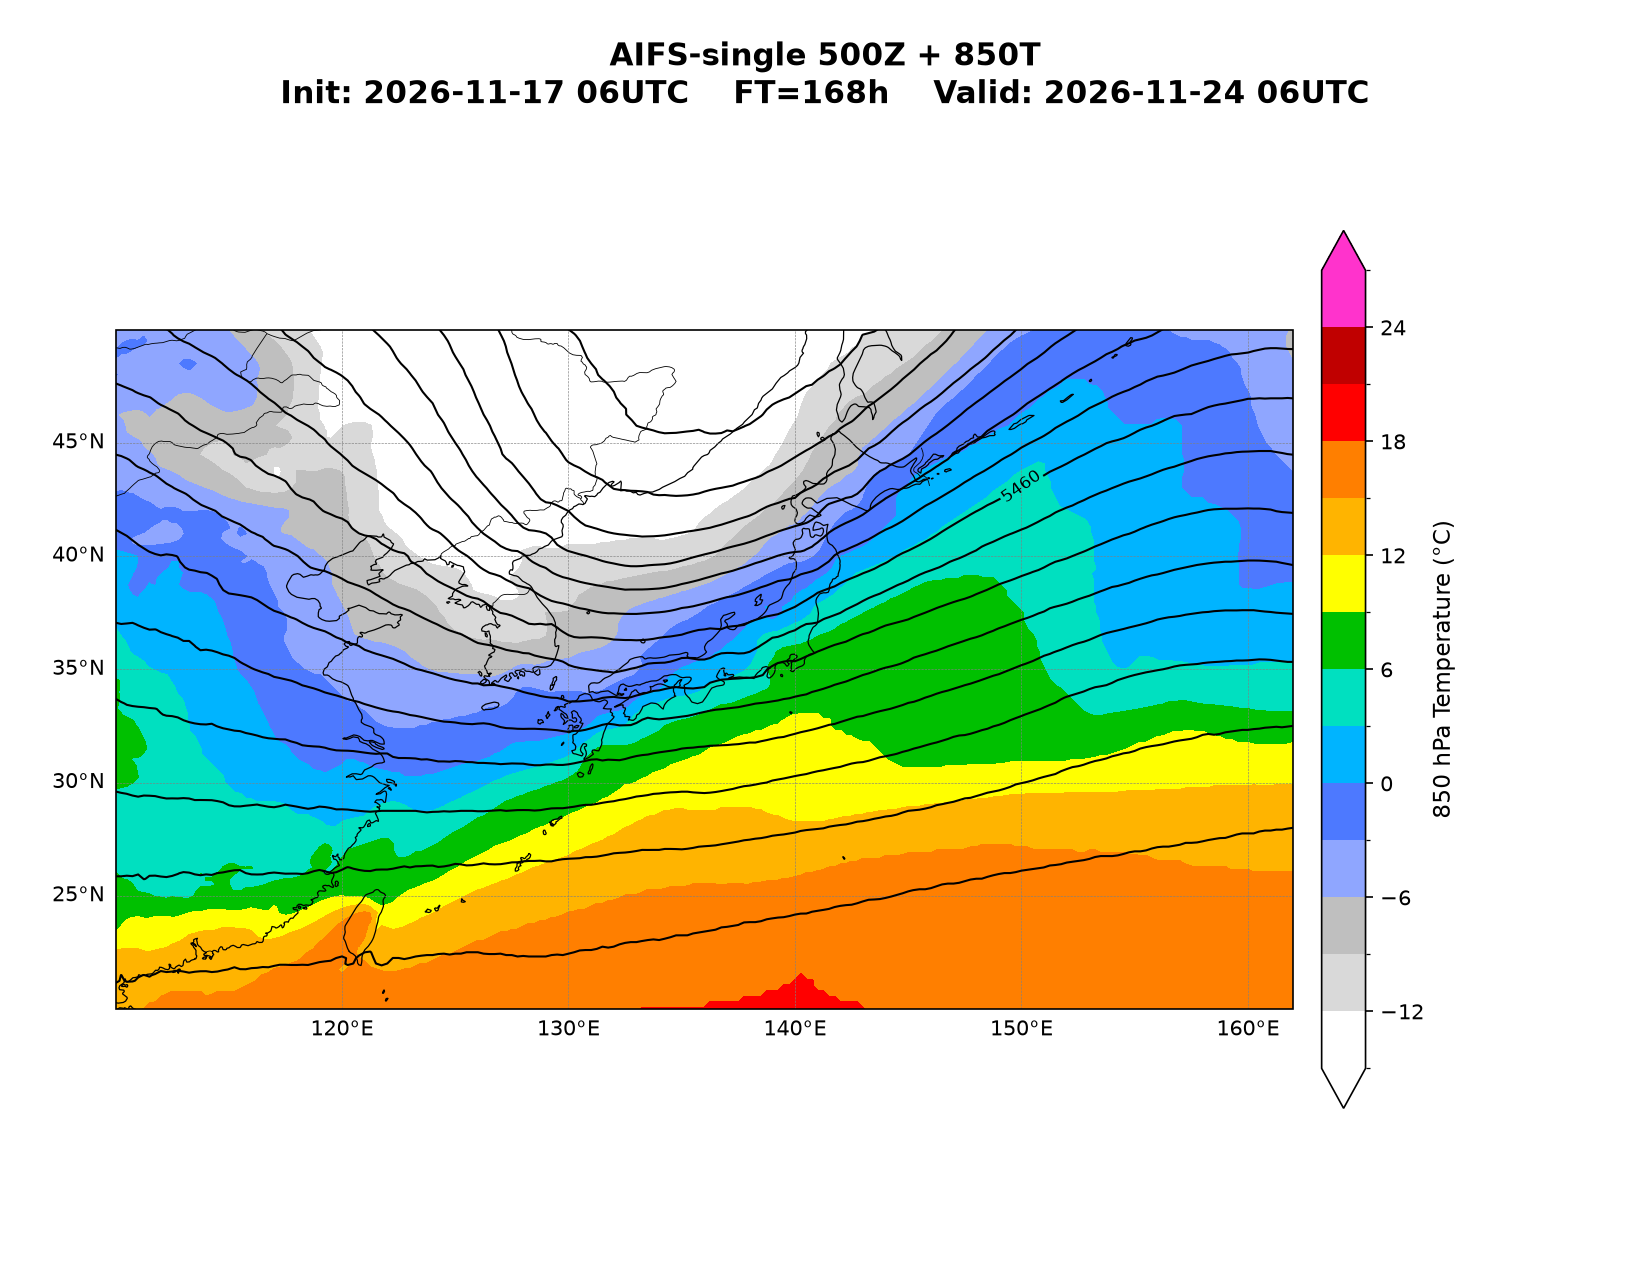 AIFS-single 500Z + 850T
Init: 2026-11-17 06UTC    FT=168h    Valid: 2026-11-24 06UTC
24
18
12
6
0
−6
−12
850 hPa Temperature (°C)
45°N
40°N
35°N
30°N
25°N
5460
120°E
130°E
140°E
150°E
160°E